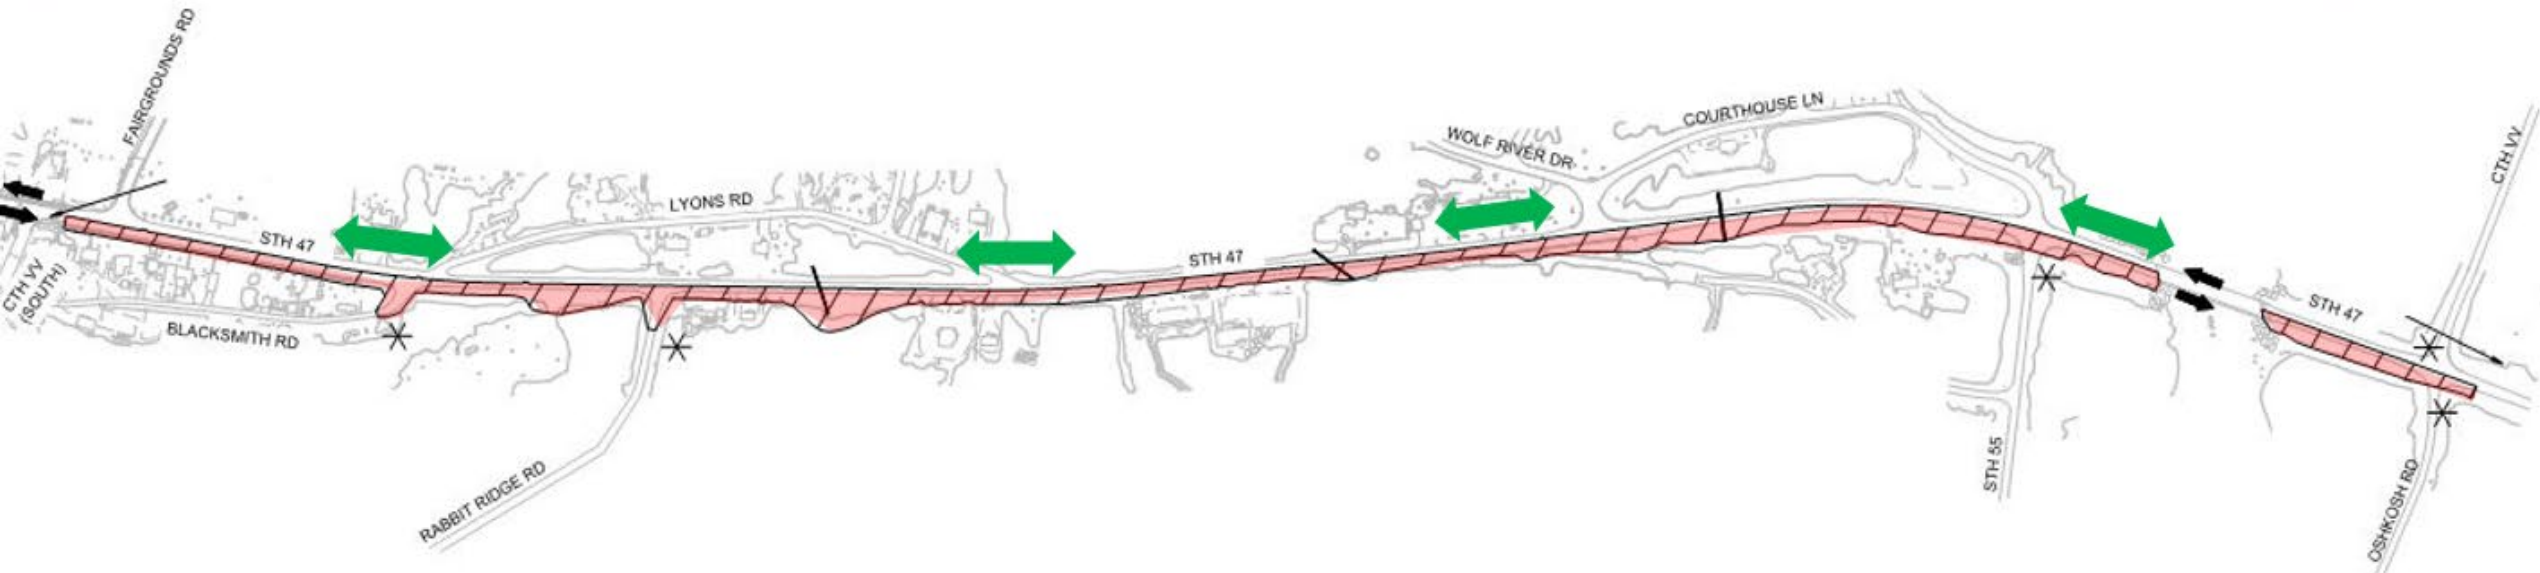 FAIRGROUNDS RD
STH 47
LYONS RD
CTH VV
(SOUTH)
BLACKSMITH RD
RABBIT RIDGE RD
STH 47
WOLF RIVER DR
COURTHOUSE LN
STH 55
STH 47
CTH VV
OSHKOSH RD